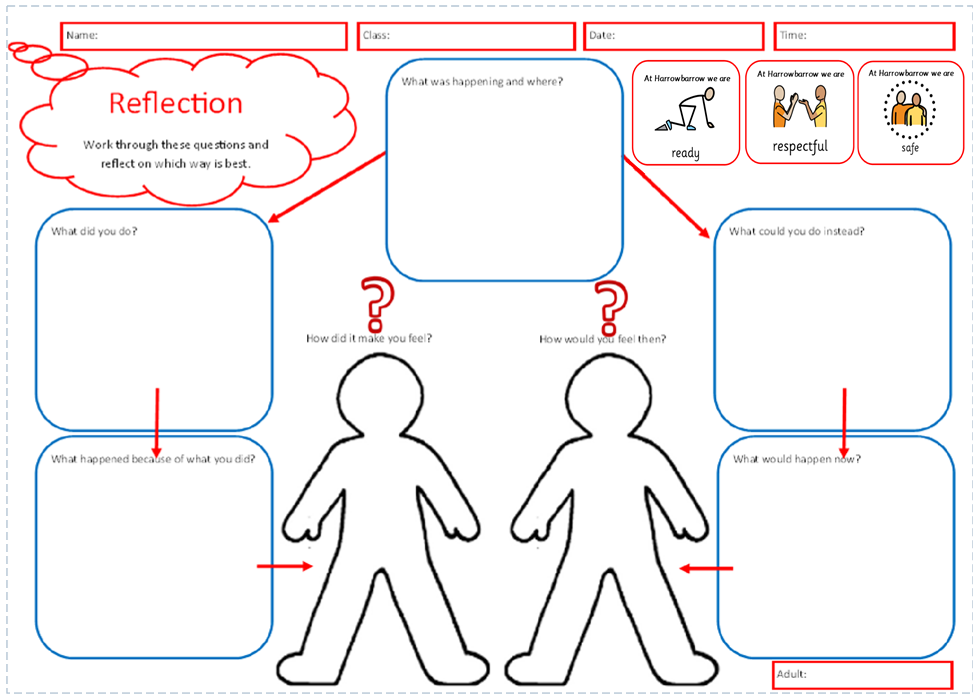 Name:
Class:
Date:
Time:
Reflection
Work through these questions and
reflect on which way is best.
What was happening and where?
At Harrowbarrow we are
ready
At Harrowbarrow we are
respectful
At Harrowbarrow we are
safe
What did you do?
What could you do instead?
?
?
How did it make you feel?
How would you feel then?
What happened because of what you did?
What would happen now?
Adult: